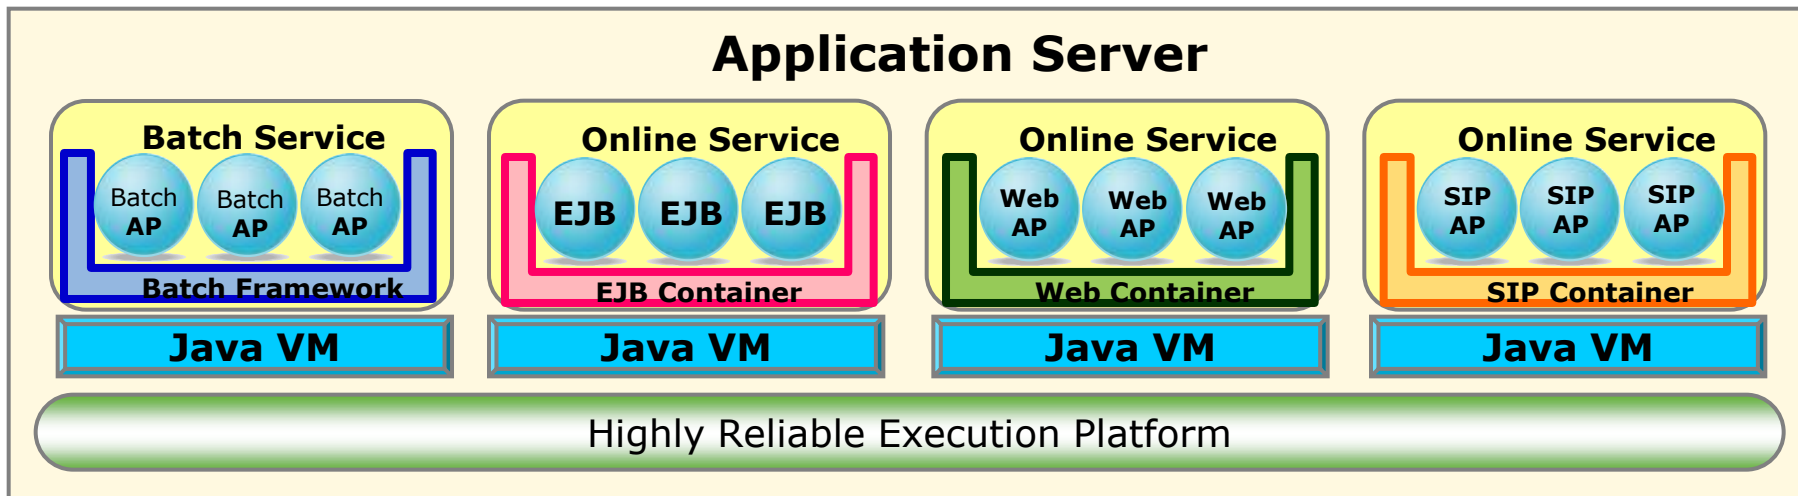 Application Server
Batch Service
Batch
AP
Batch
AP
Batch
AP
Batch Framework
Java VM
Online Service
EJB
EJB
EJB
EJB Container
Java VM
Online Service
Web
AP
Web
AP
Web
AP
Web Container
Java VM
Online Service
SIP
AP
SIP
AP
SIP
AP
SIP Container
Java VM
Highly Reliable Execution Platform